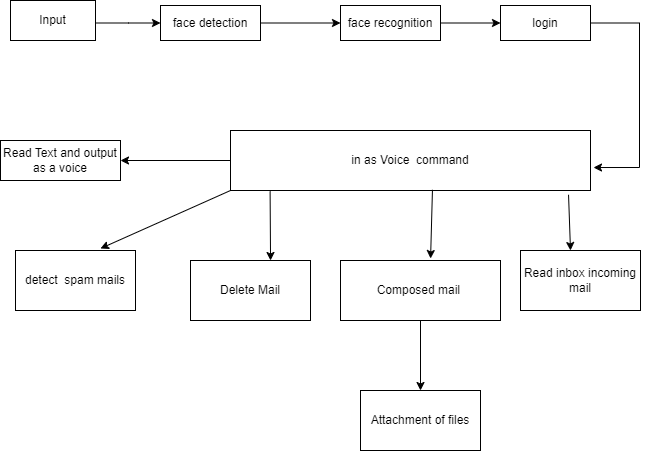 Input
face detection
face recognition
login
in as Voice command
Read Text and output
as a voice
detect spam mails
Delete Mail
Composed mail
Read inbox incoming
mail
Attachment of files